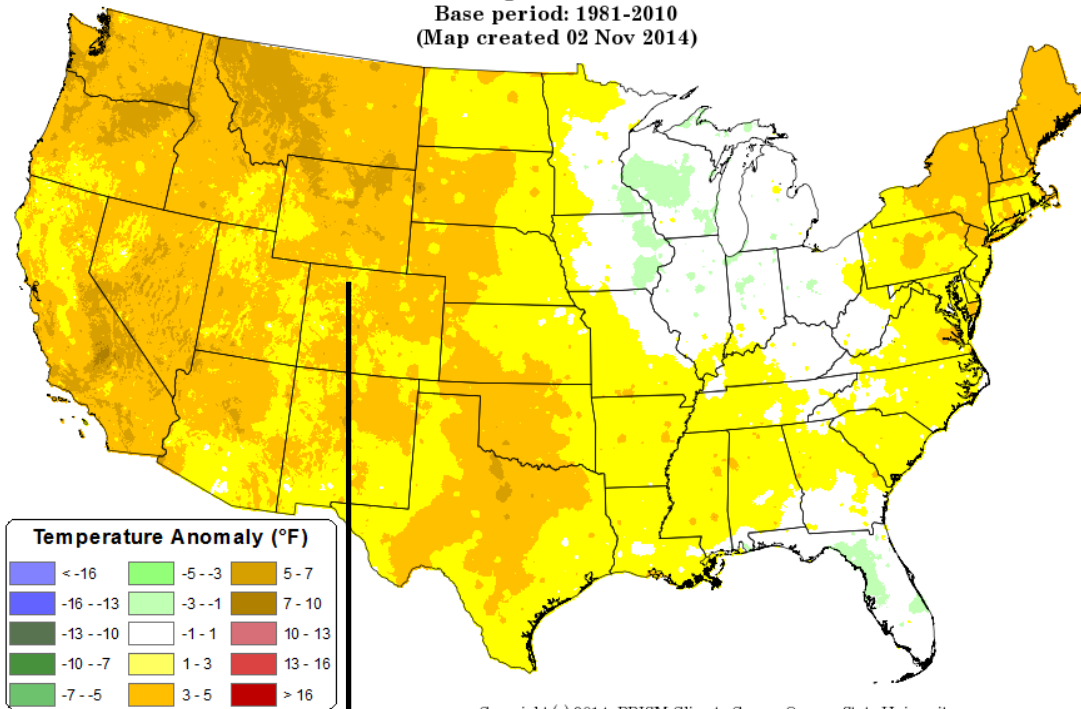 Base period: 1981-2010
(Map created 02 Nov 2014)
Temperature Anomaly (°F)
< -16
-5 - -3
5 - 7
-16 - -13
-3 - -1
7 - 10
-13 - -10
-1 - 1
10 - 13
-10 - -7
1 - 3
13 - 16
-7 - -5
3 - 5
> 16